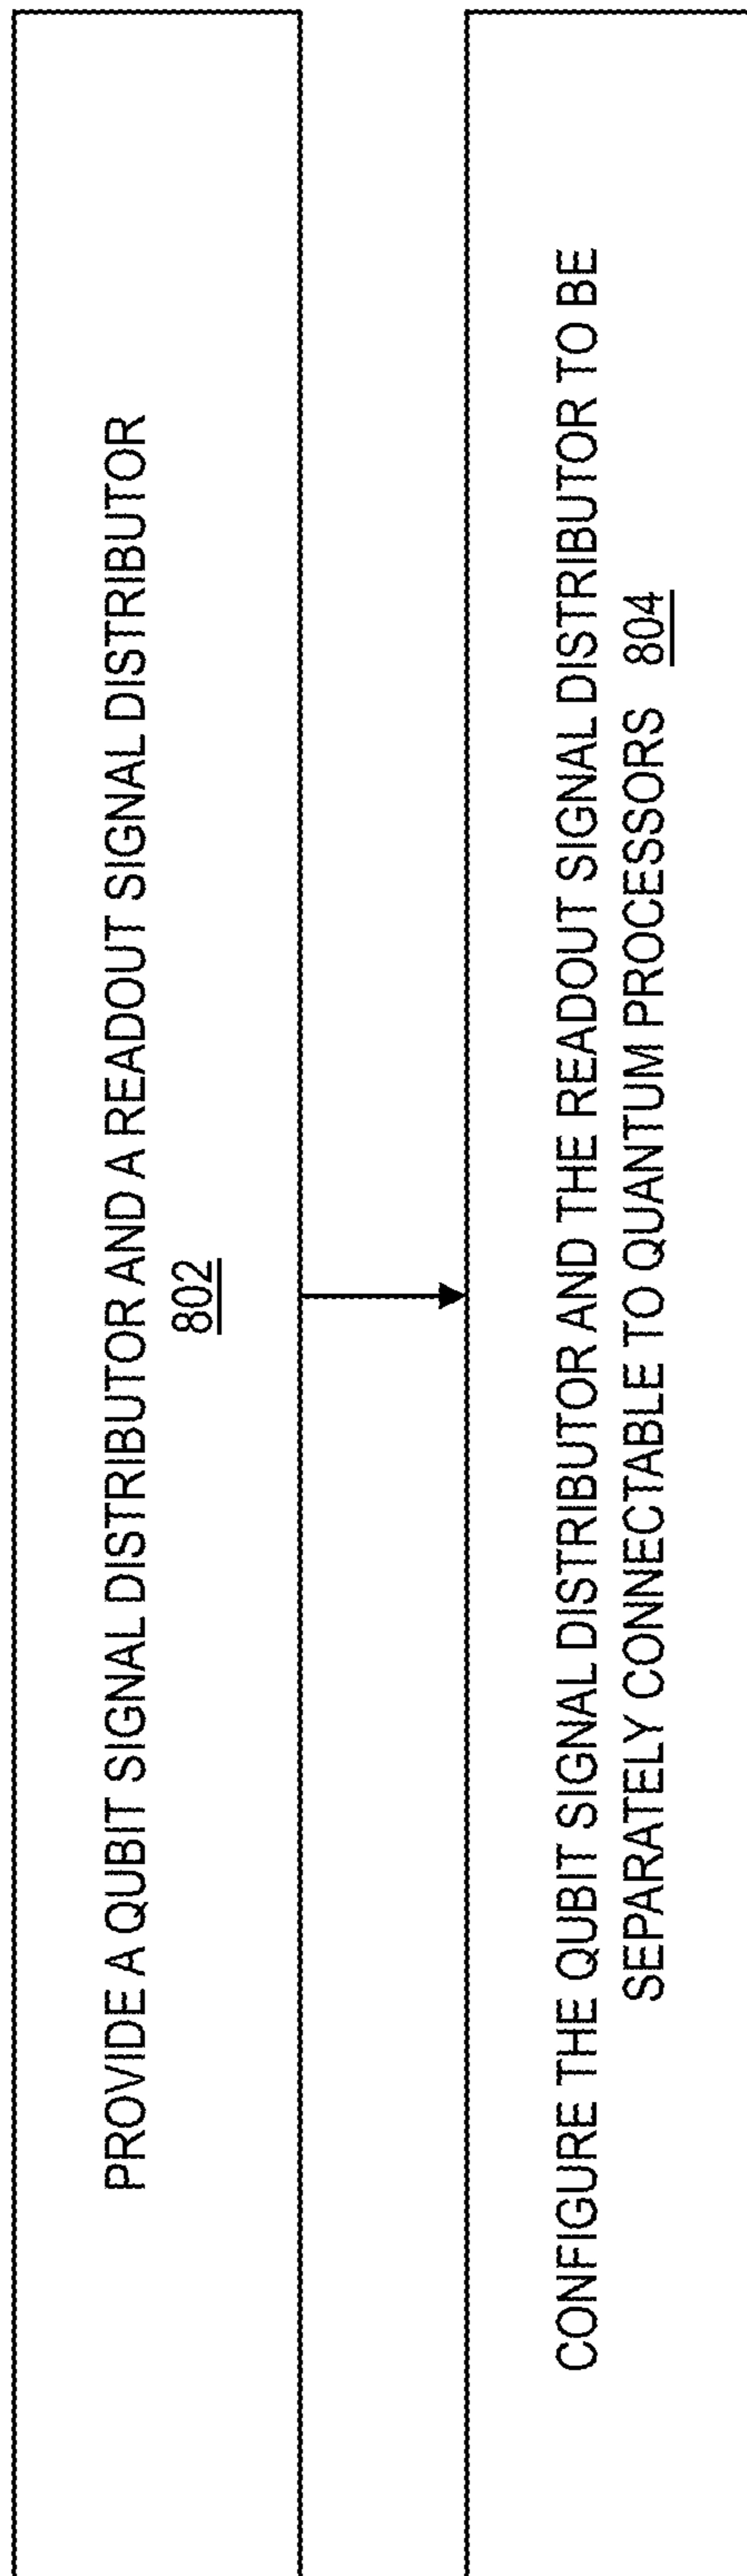 PROVIDE A QUBIT SIGNAL DISTRIBUTOR AND A READOUT SIGNAL DISTRIBUTOR
802
CONFIGURE THE QUBIT SIGNAL DISTRIBUTOR AND THE READOUT SIGNAL DISTRIBUTOR TO BE
SEPARATELY CONNECTABLE TO QUANTUM PROCESSORS 804